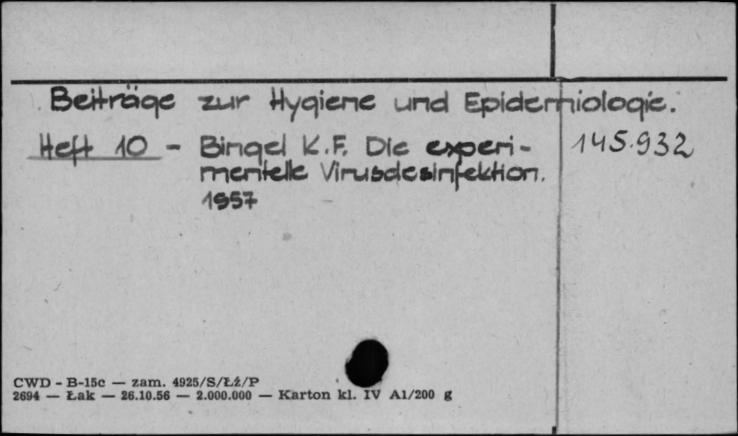 Beiträge zur Hygiene und Epidemiologie.
Heft 10 - Bingel K.F. Die experi- 145.932
mentelle Virusdesinfektion.
1957
CWD - B-15c — zam. 4925/S/Łź/P
2694 — Łak — 26.10.56 — 2.000.000 — Karton kl. IV A1/200 g